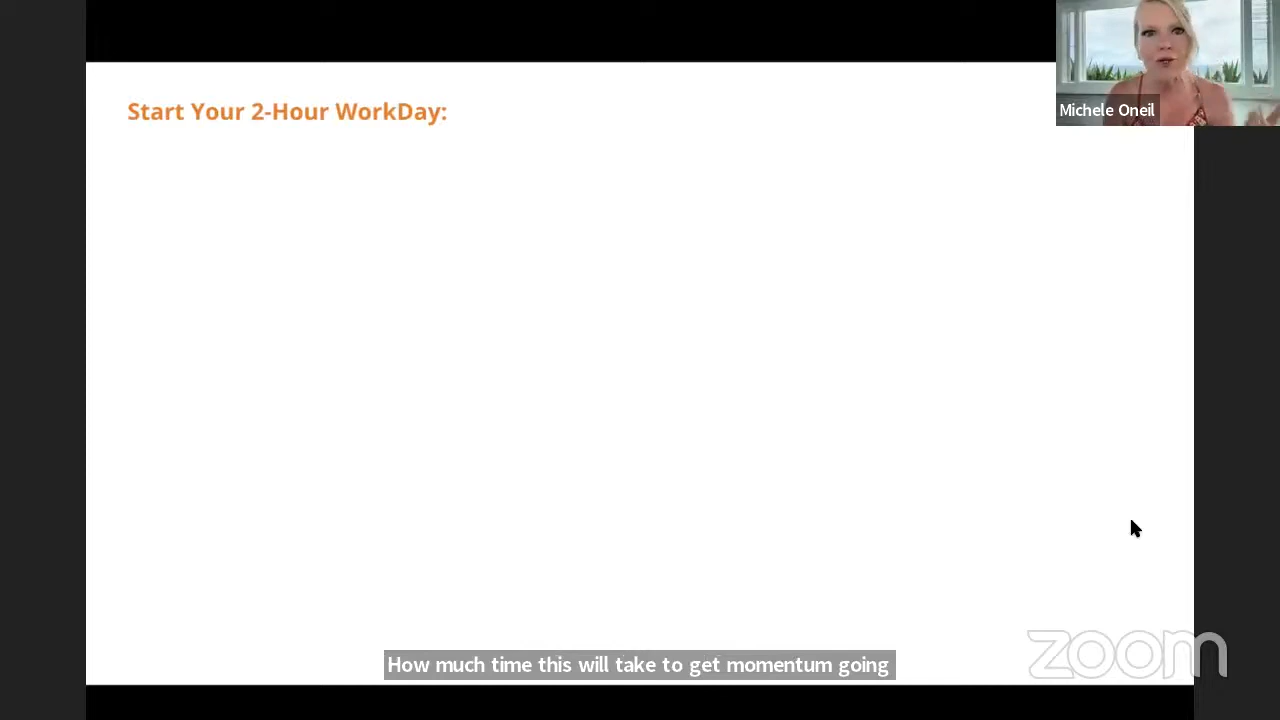 Start Your 2-Hour WorkDay:
Michele Oneil
How much time this will take to get momentum going
zoom